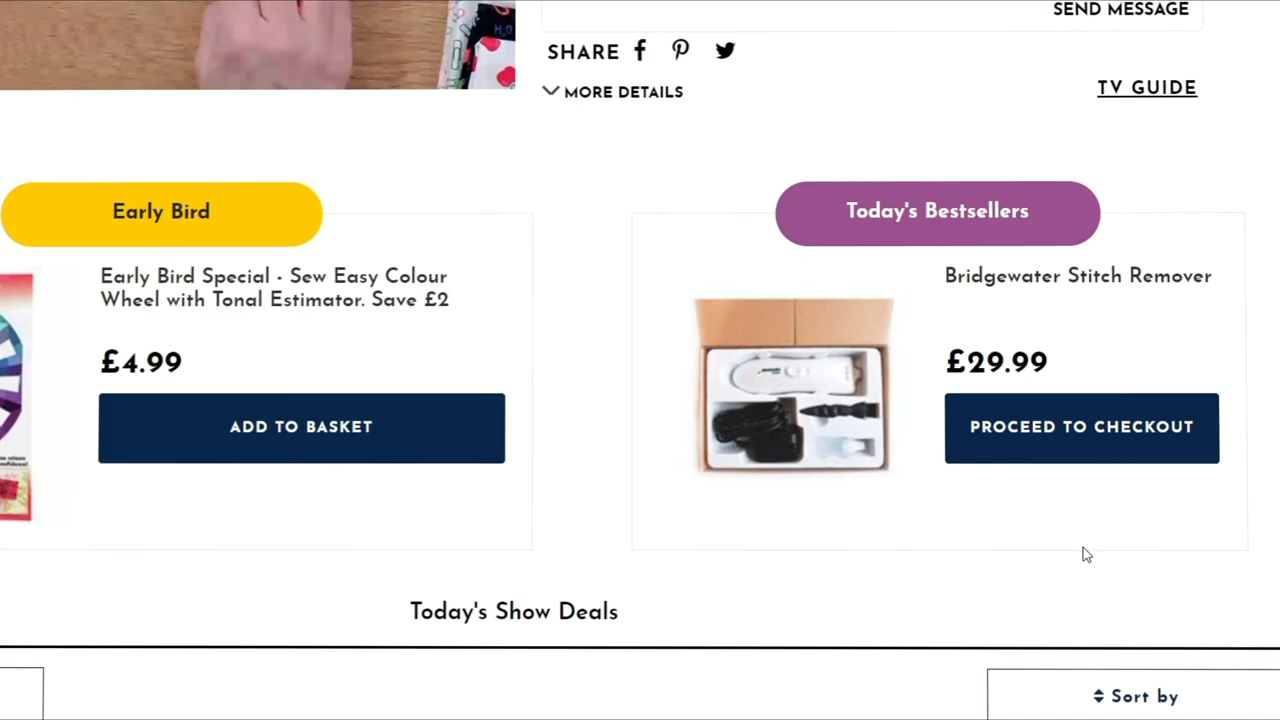 SEND MESSAGE
SHARE
MORE DETAILS
TV GUIDE
Early Bird
Early Bird Special - Sew Easy Colour
Wheel with Tonal Estimator. Save £2
£4.99
ADD TO BASKET
Today's Bestsellers
Bridgewater Stitch Remover
£29.99
PROCEED TO CHECKOUT
Today's Show Deals
Sort by